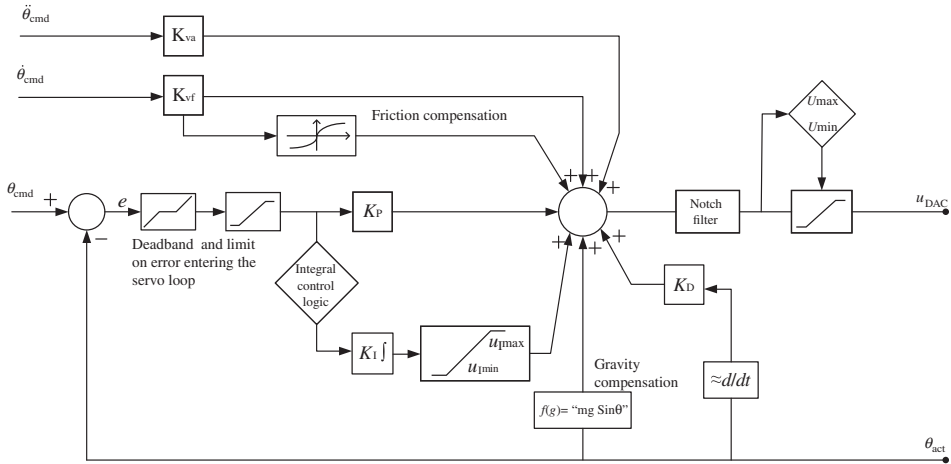 θ̈cmd
Kva
θ̇cmd
Kvf
Friction compensation
Umax
Umin
θcmd
+
e
−
Deadband and limit
on error entering the
servo loop
KP
+
+
+
+
+
+
+
Notch
filter
uDAC
Integral
control
logic
KI ∫
uImax
uImin
KD
Gravity
compensation
f(g)= “mg Sinθ”
≈d/dt
θact